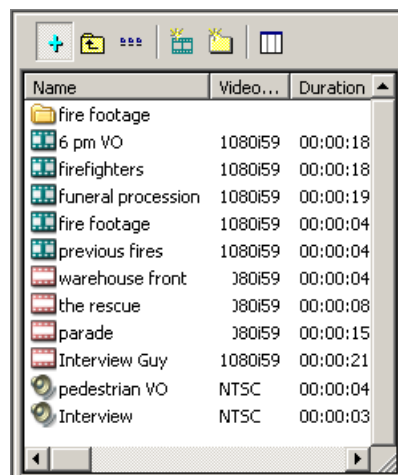 Name Video... Duration
fire footage
6 pm VO 1080i59 00:00:18
firefighters 1080i59 00:00:18
funeral procession 1080i59 00:00:19
fire footage 1080i59 00:00:04
previous fires 1080i59 00:00:04
warehouse front 080i59 00:00:04
the rescue 080i59 00:00:08
parade 080i59 00:00:15
Interview Guy 1080i59 00:00:21
pedestrian VO NTSC 00:00:04
Interview NTSC 00:00:03